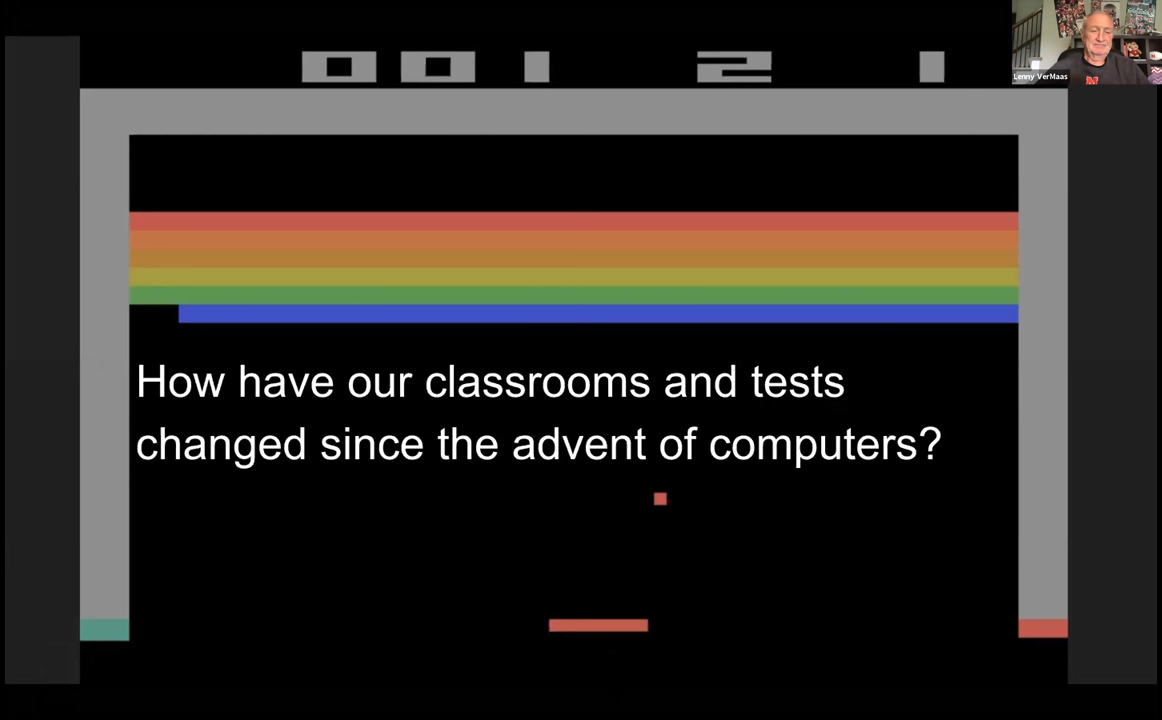 001 2 1
Lenny VerMaas
N
How have our classrooms and tests
changed since the advent of computers?